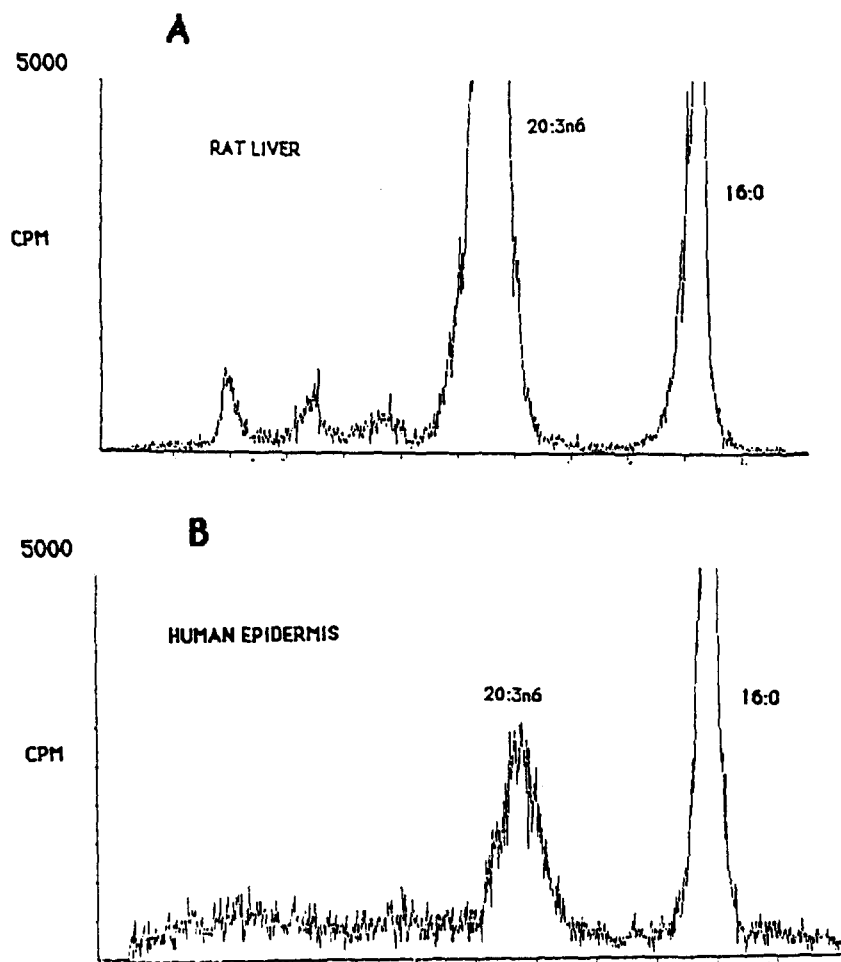 A
5000
RAT LIVER
20:3n6
16:0
CPM
B
5000
HUMAN EPIDERMIS
20:3n6
16:0
CPM